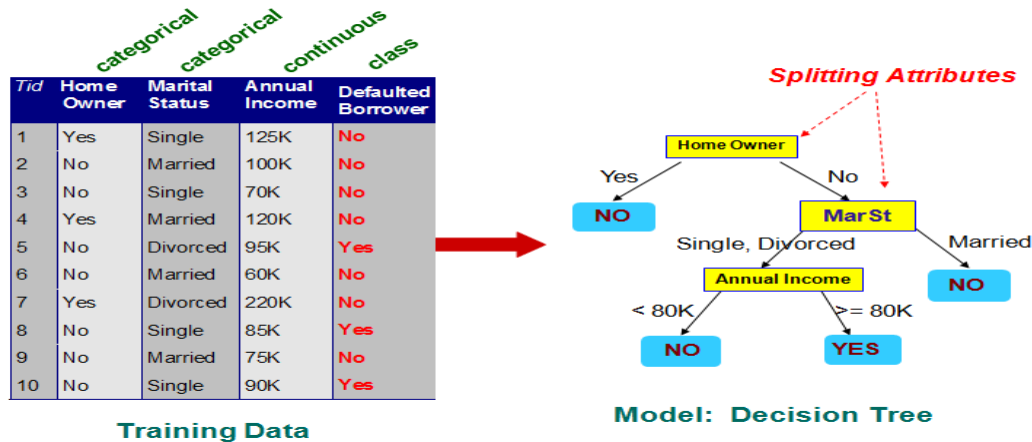 categorical categorical continuous class
Tid Home Owner Marital Status Annual Income Defaulted Borrower
1 Yes Single 125K No
2 No Married 100K No
3 No Single 70K No
4 Yes Married 120K No
5 No Divorced 95K Yes
6 No Married 60K No
7 Yes Divorced 220K No
8 No Single 85K Yes
9 No Married 75K No
10 No Single 90K Yes
Training Data
Splitting Attributes
Home Owner
Yes No
NO MarSt
Single, Divorced Married
Annual Income NO
< 80K >= 80K
NO YES
Model: Decision Tree